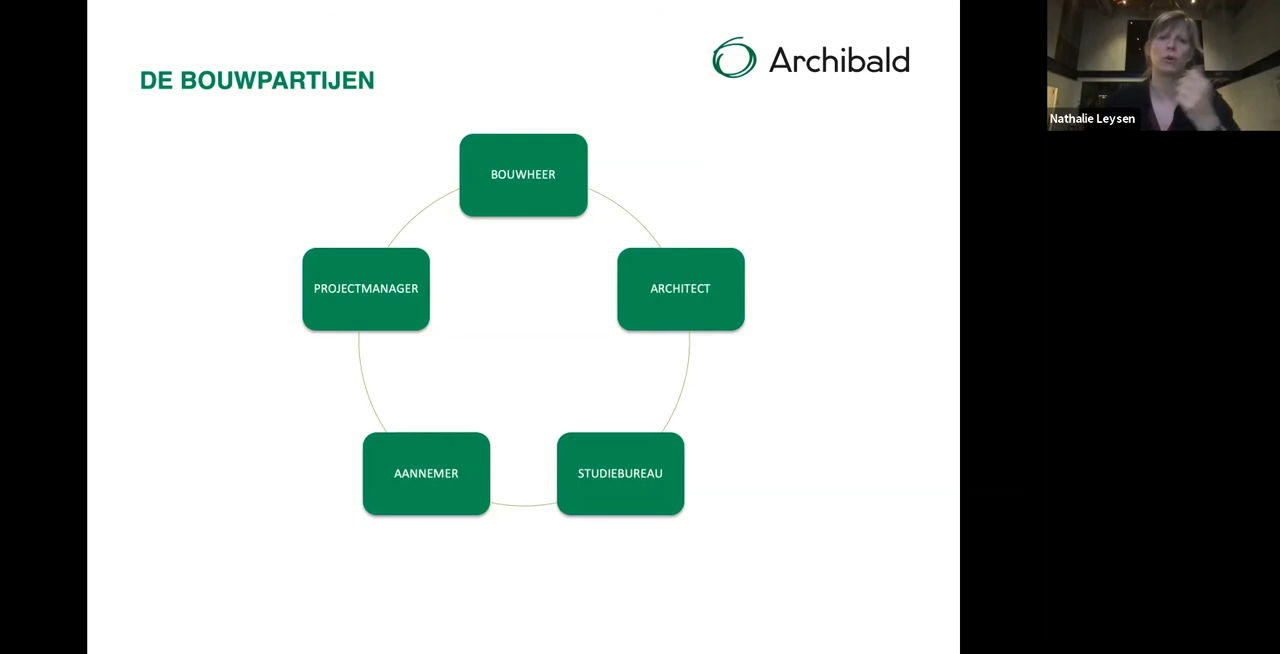 DE BOUWPARTIJEN
Archibald
Nathalie Leysen
BOUWHEER
PROJECTMANAGER
ARCHITECT
AANNEMER
STUDIEBUREAU